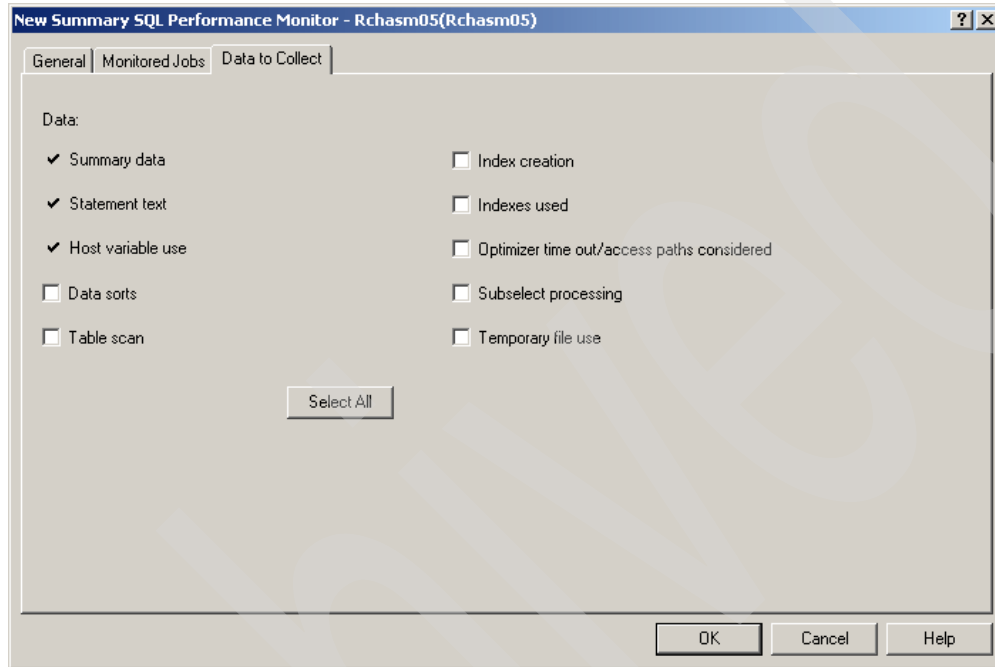 New Summary SQL Performance Monitor - Rchasm05(Rchasm05)
General Monitored Jobs Data to Collect
Data:
Summary data
Statement text
Host variable use
Data sorts
Table scan
Index creation
Indexes used
Optimizer time out/access paths considered
Subselect processing
Temporary file use
Select All
OK Cancel Help